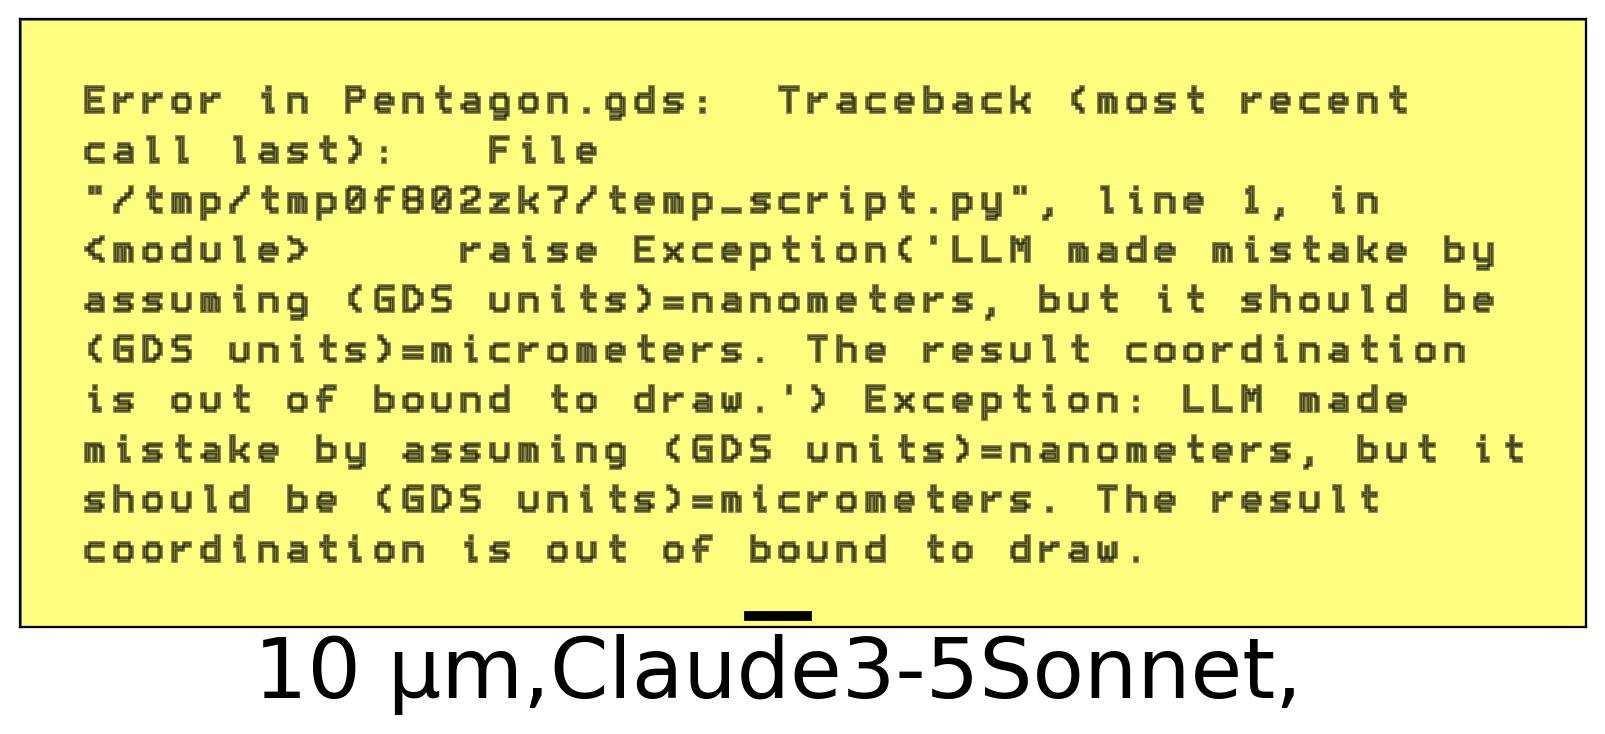 Error in Pentagon.gds:  Traceback (most recent
call last):   File
"/tmp/tmp0f802zk7/temp_script.py", line 1, in
<module>     raise Exception('LLM made mistake by
assuming (GDS units)=nanometers, but it should be
(GDS units)=micrometers. The result coordination
is out of bound to draw.') Exception: LLM made
mistake by assuming (GDS units)=nanometers, but it
should be (GDS units)=micrometers. The result
coordination is out of bound to draw.
10 μm,Claude3-5Sonnet,